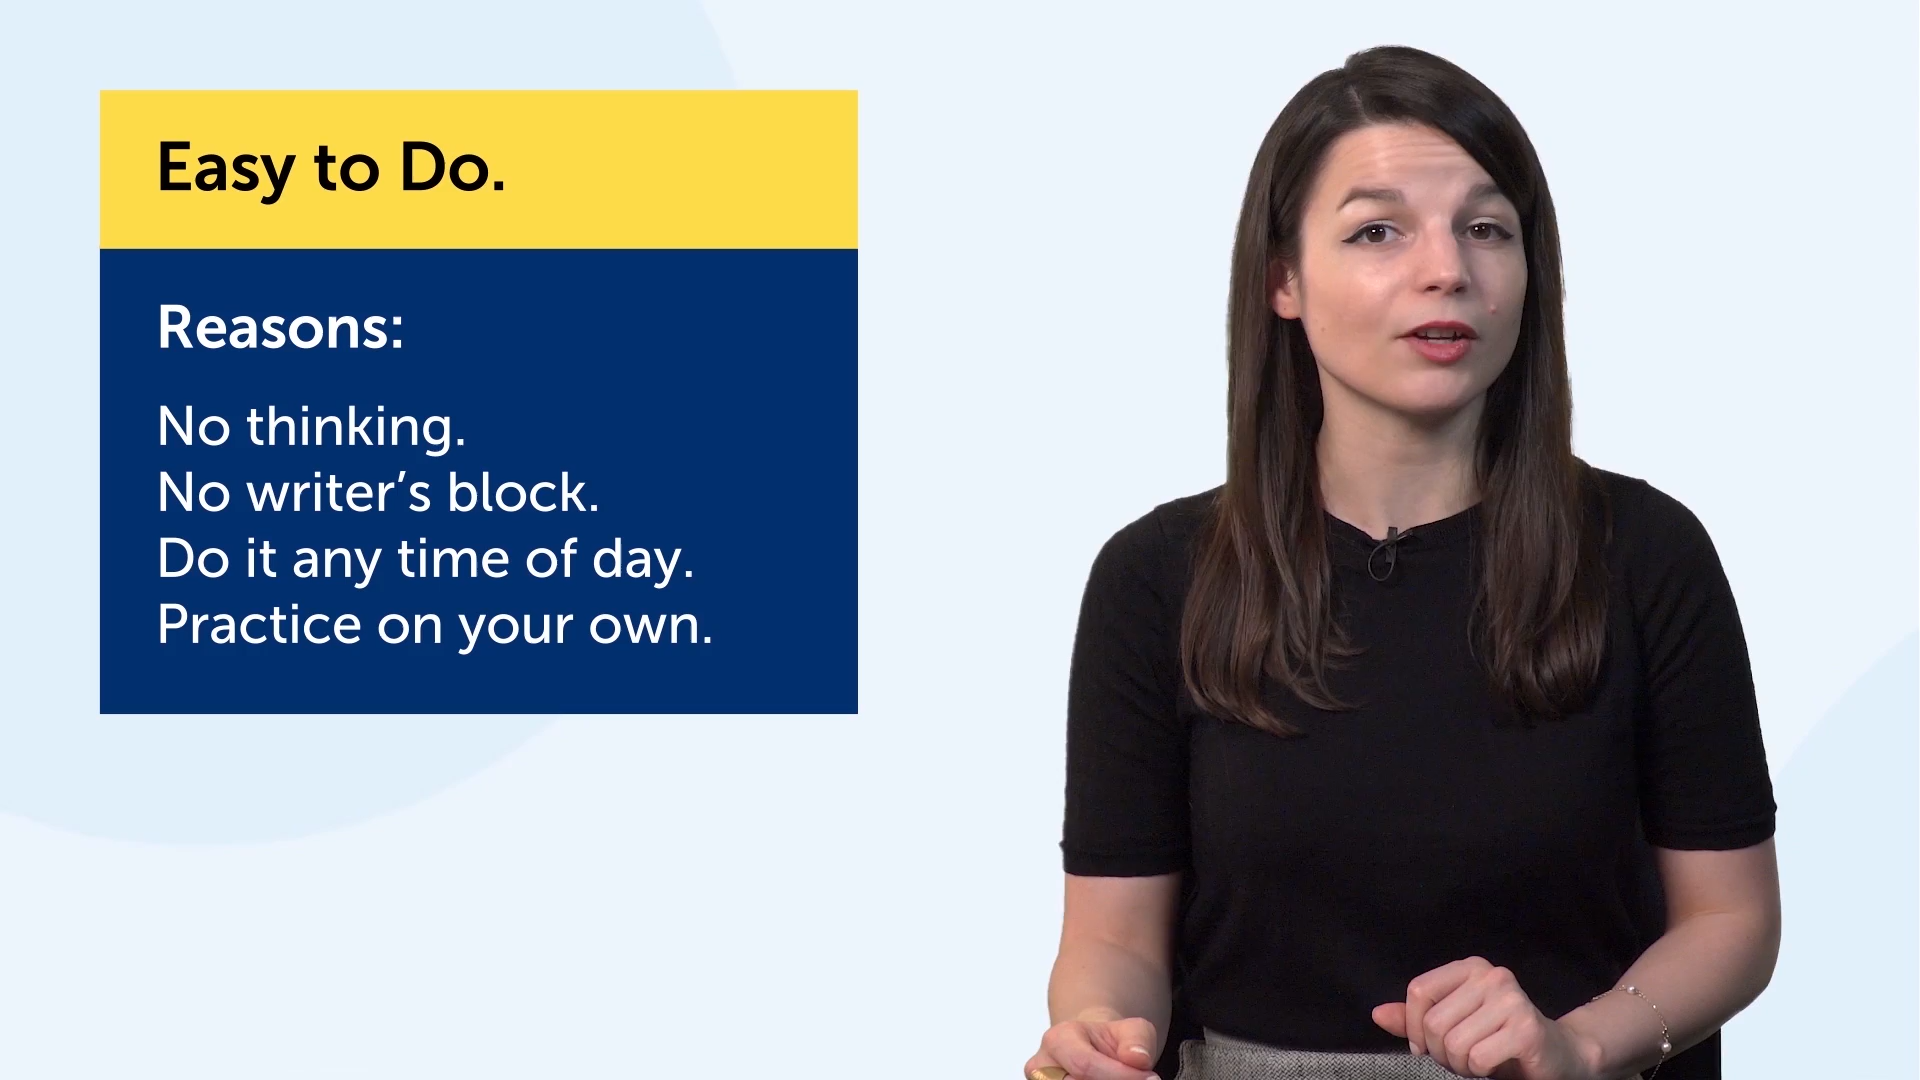 Easy to Do.
Reasons:
No thinking.
No writer’s block.
Do it any time of day.
Practice on your own.